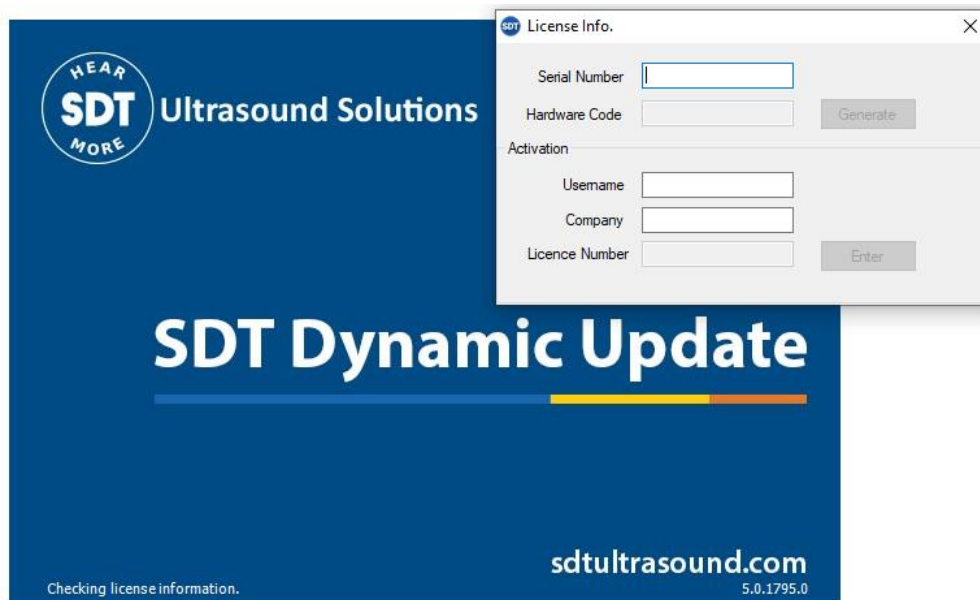 HEAR
SDT
MORE
Ultrasound Solutions
SDT Dynamic Update
sdtultrasound.com
Checking license information.
5.0.1795.0
SDT
License Info.
Serial Number
Hardware Code
Generate
Activation
Username
Company
Licence Number
Enter